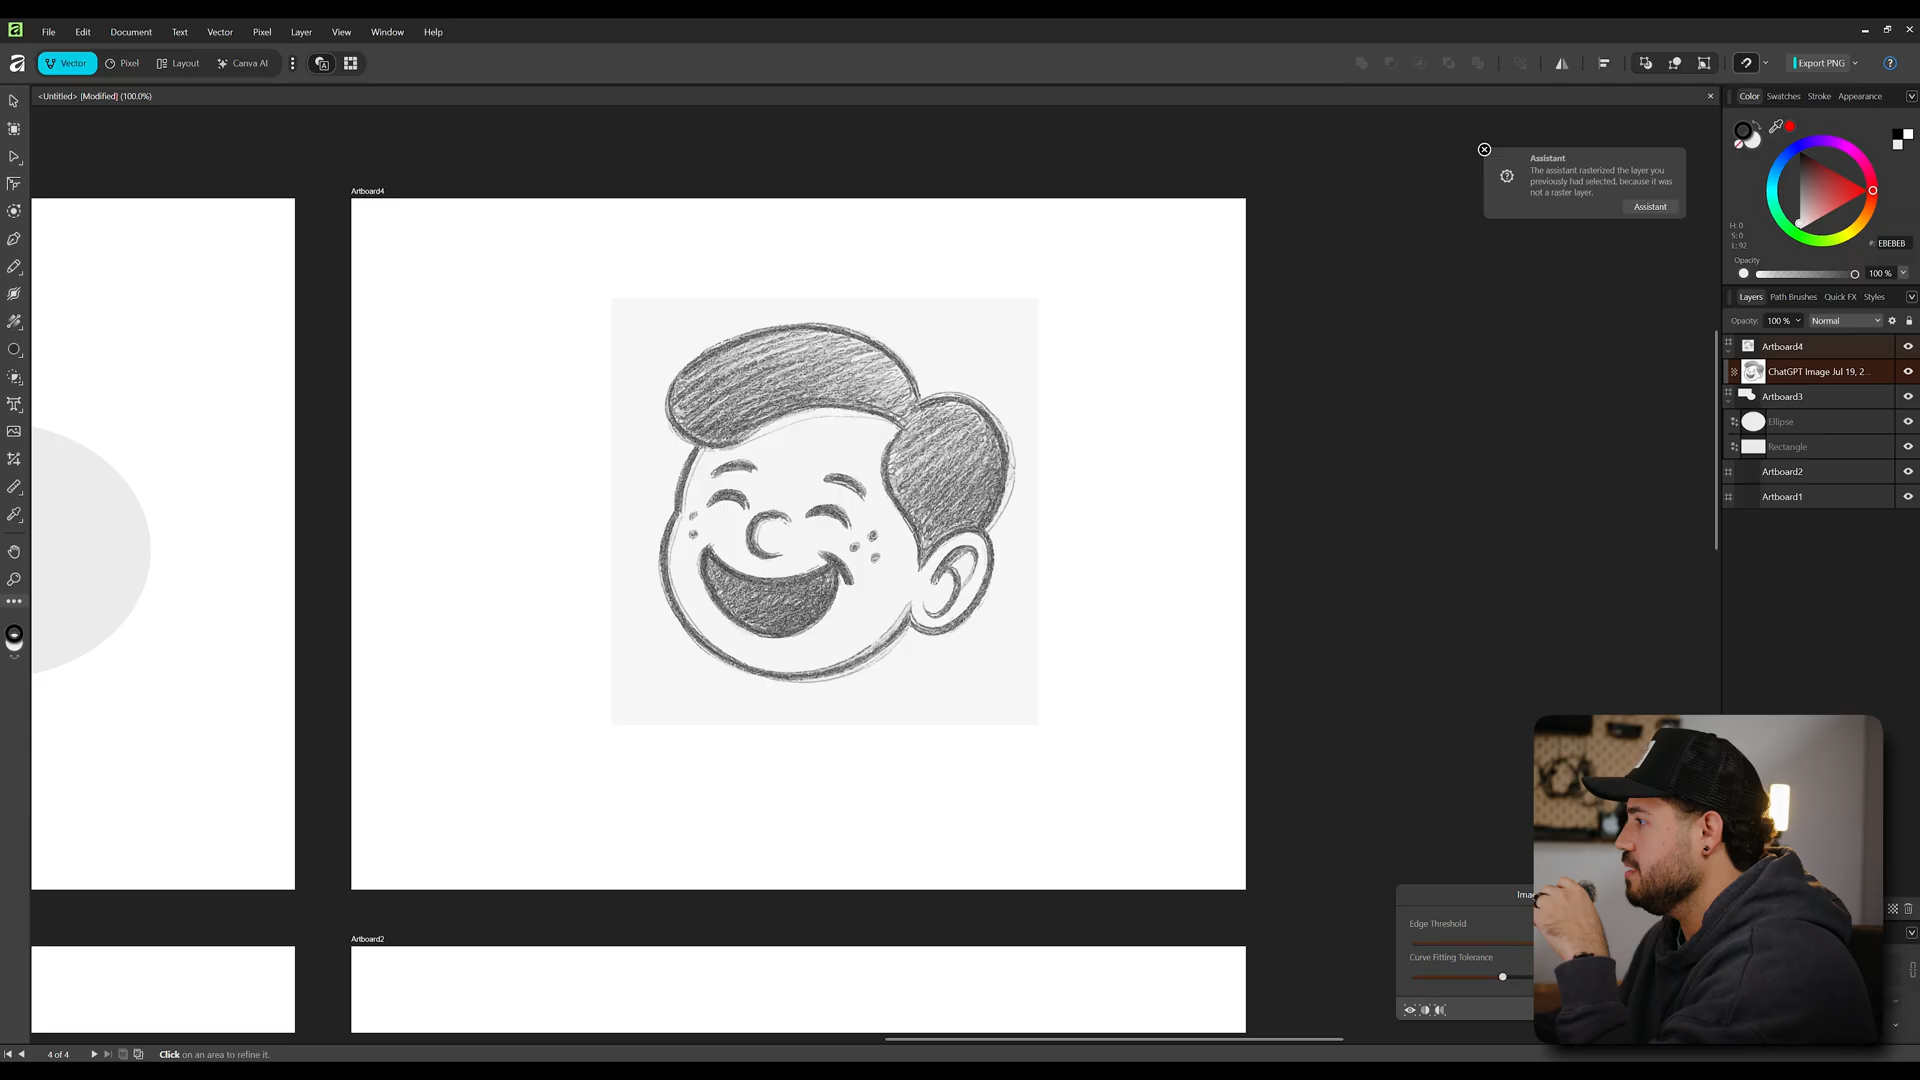 File Edit Document Text Vector Pixel Layer View Window Help
Vector Pixel Layout Canva AI Export PNG
<Untitled> [Modified] (100.0%)
Color Swatches Stroke Appearance
Artboard4
Assistant
The assistant rasterized the layer you
previously had selected, because it was
not a raster layer.
Assistant
H: 0
S: 0
L: 92
#: EBEBEB
Opacity
100 %
Layers Path Brushes Quick FX Styles
Opacity: 100 % Normal
Artboard4
ChatGPT Image Jul 19, 2...
Artboard3
Ellipse
Rectangle
Artboard2
Artboard1
Edge Threshold
Curve Fitting Tolerance
Artboard2
4 of 4 Click on an area to refine it.